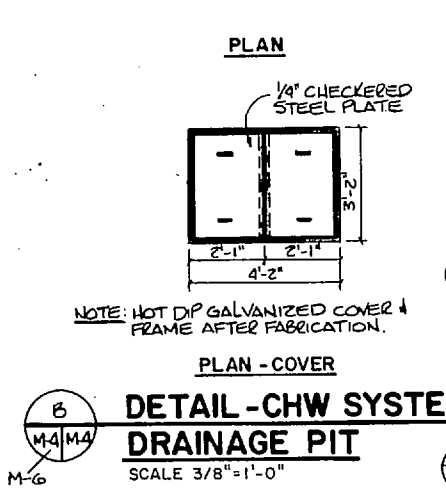 PLAN
1/4" CHECKERED
STEEL PLATE
3'-2"
2'-1" 2'-1"
4'-2"
NOTE: HOT DIP GALVANIZED COVER &
FRAME AFTER FABRICATION.
PLAN - COVER
B
M-4 M-4
M-6
DETAIL - CHW SYSTE
DRAINAGE PIT
SCALE 3/8"=1'-0"